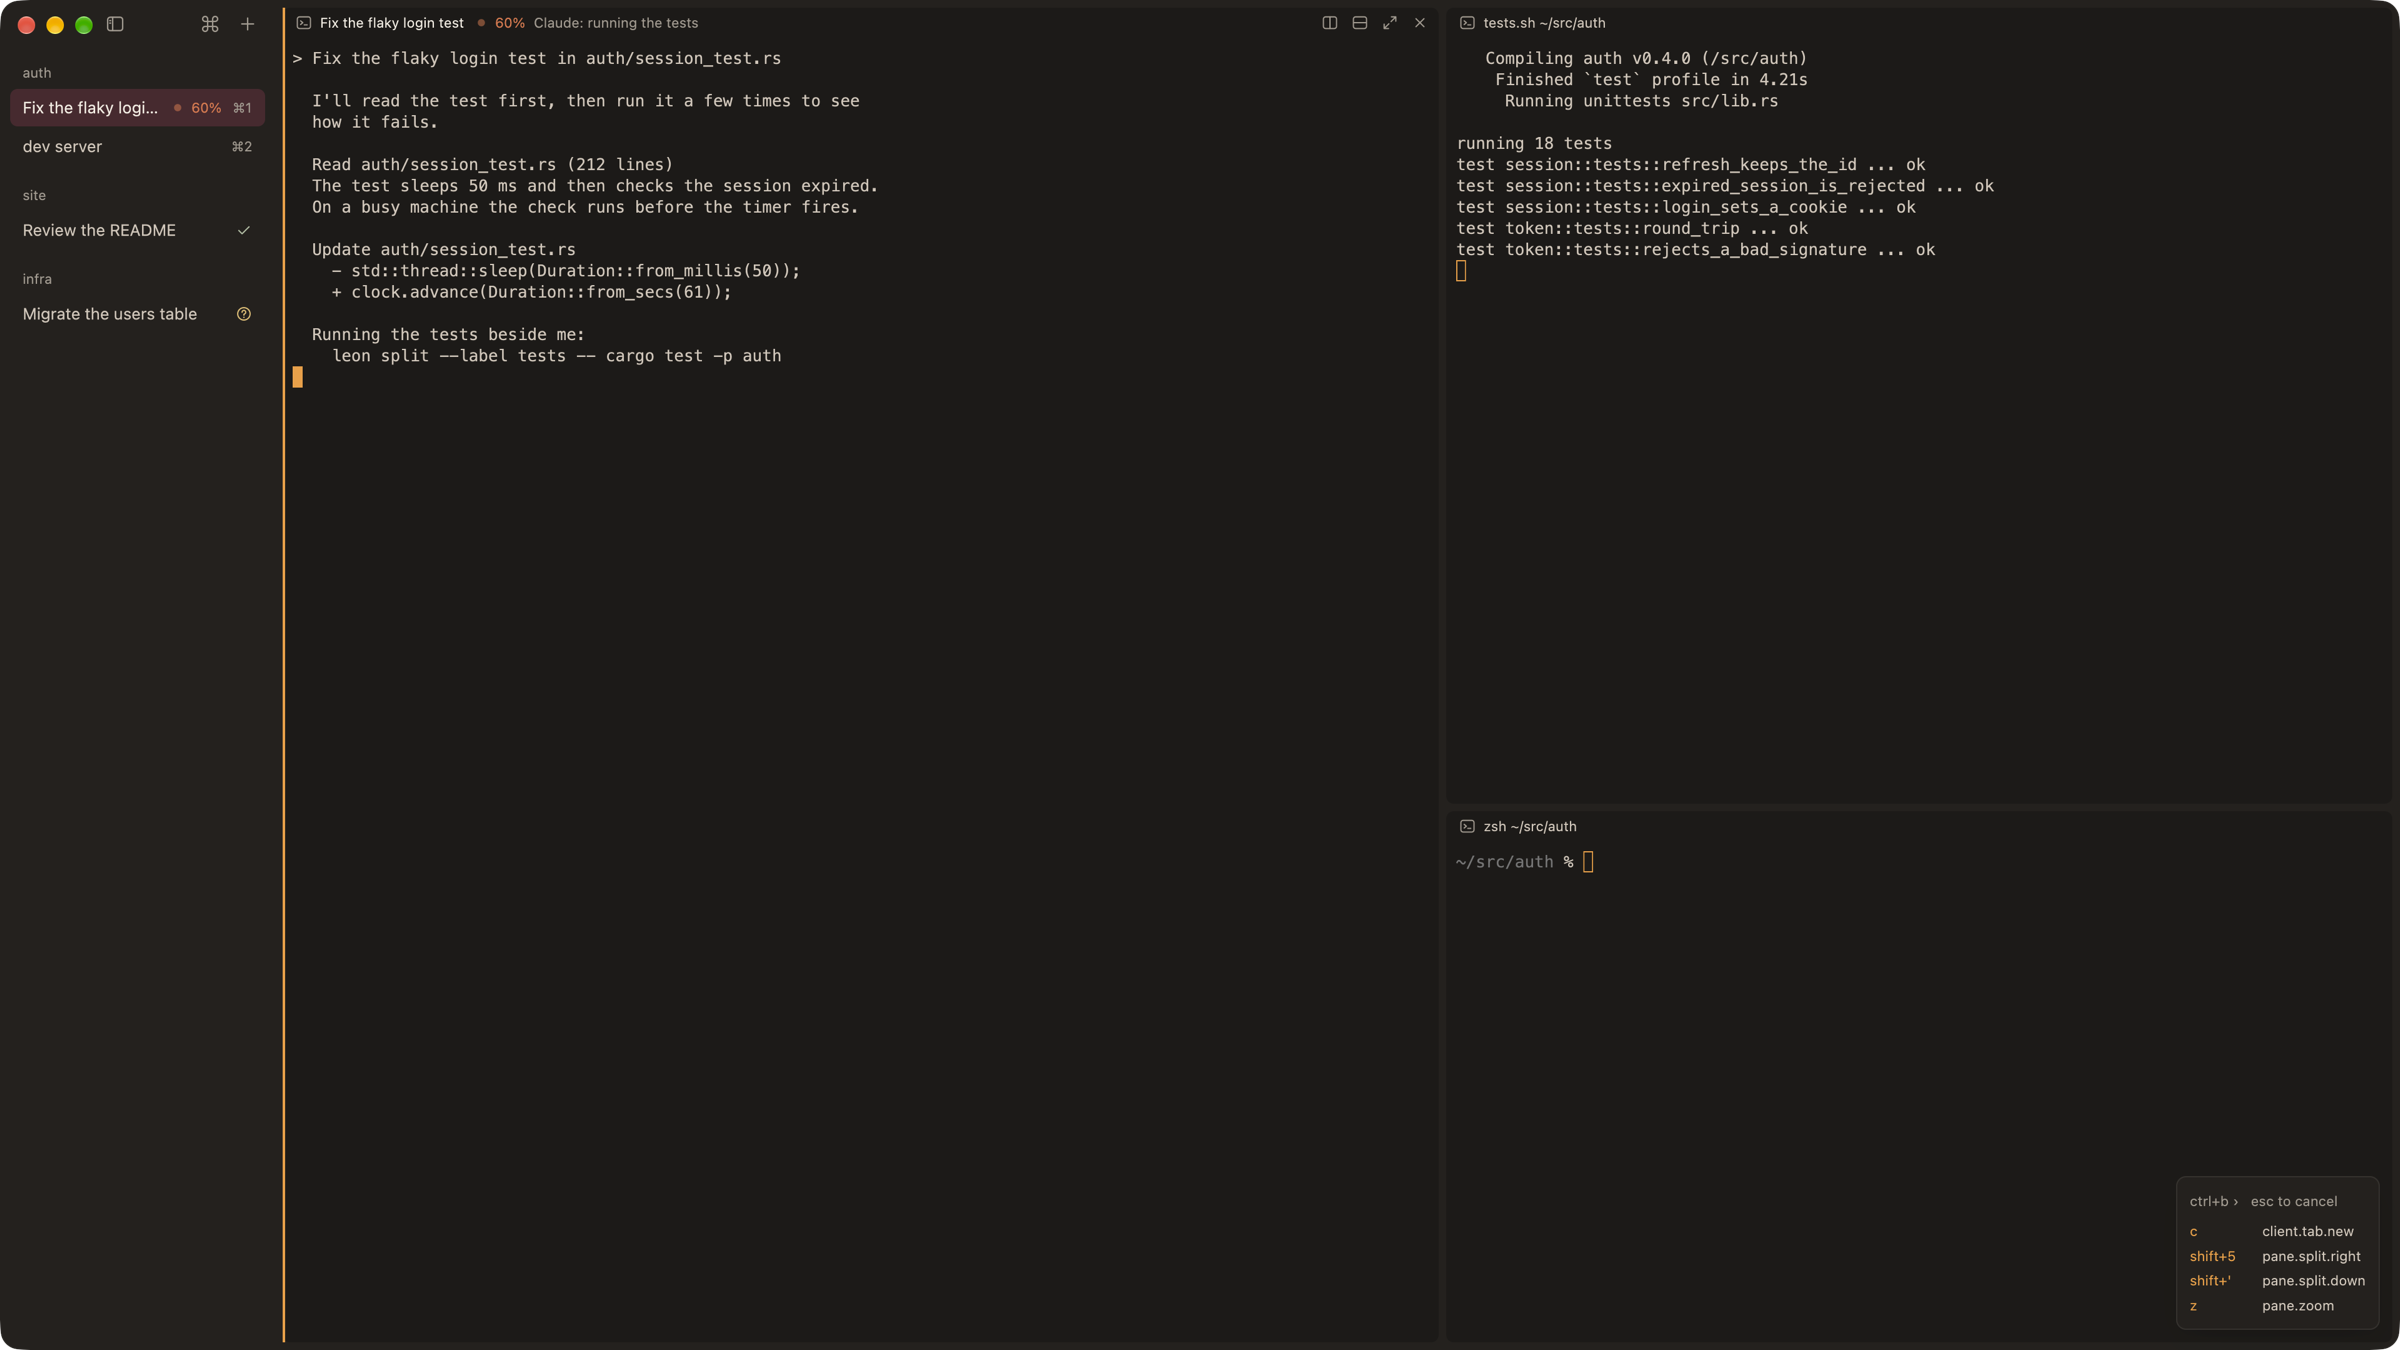 auth
Fix the flaky logi... 60% ⌘1
dev server ⌘2
site
Review the README
infra
Migrate the users table
Fix the flaky login test 60% Claude: running the tests
> Fix the flaky login test in auth/session_test.rs
I'll read the test first, then run it a few times to see
how it fails.
Read auth/session_test.rs (212 lines)
The test sleeps 50 ms and then checks the session expired.
On a busy machine the check runs before the timer fires.
Update auth/session_test.rs
- std::thread::sleep(Duration::from_millis(50));
+ clock.advance(Duration::from_secs(61));
Running the tests beside me:
leon split --label tests -- cargo test -p auth
tests.sh ~/src/auth
Compiling auth v0.4.0 (/src/auth)
Finished `test` profile in 4.21s
Running unittests src/lib.rs
running 18 tests
test session::tests::refresh_keeps_the_id ... ok
test session::tests::expired_session_is_rejected ... ok
test session::tests::login_sets_a_cookie ... ok
test token::tests::round_trip ... ok
test token::tests::rejects_a_bad_signature ... ok
zsh ~/src/auth
~/src/auth %
ctrl+b › esc to cancel
c client.tab.new
shift+5 pane.split.right
shift+' pane.split.down
z pane.zoom